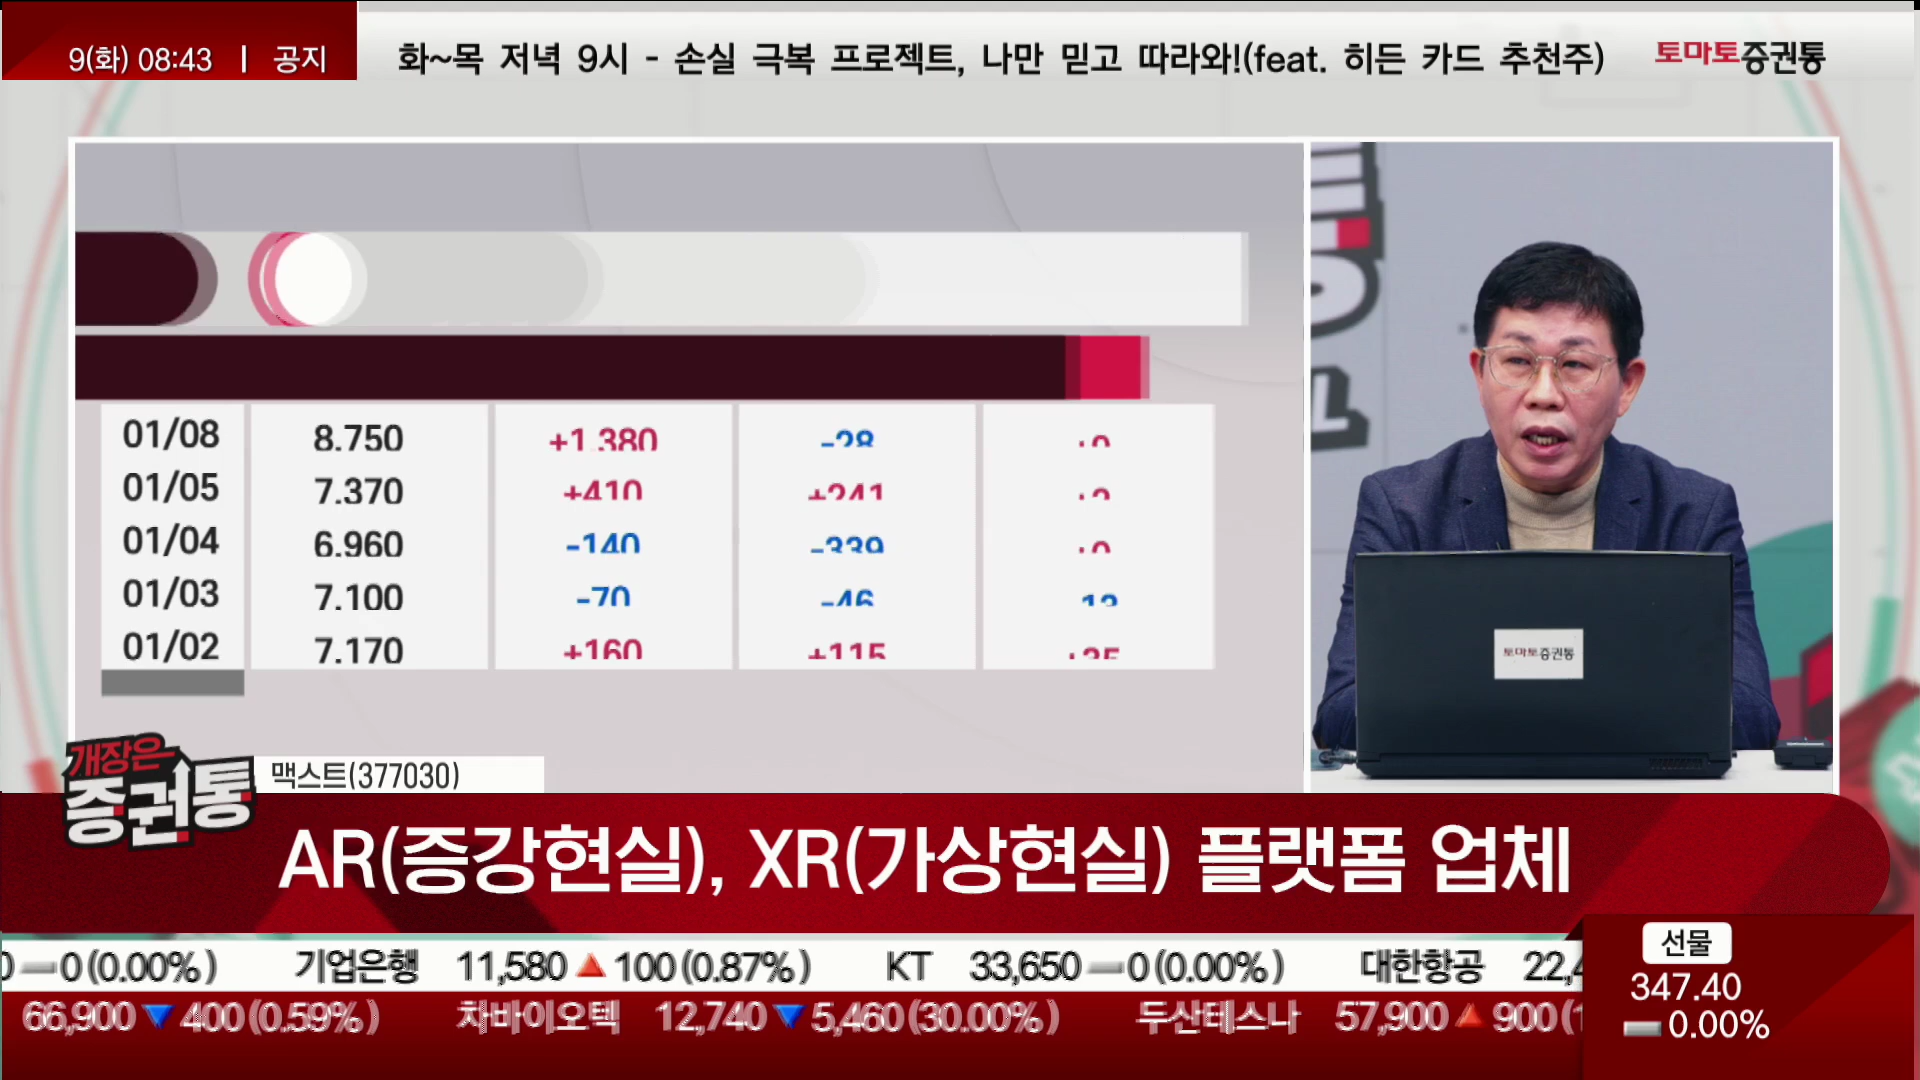 9(화) 08:43 | 공지
화~목 저녁 9시 - 손실 극복 프로젝트, 나만 믿고 따라와!(feat. 히든 카드 추천주)
토마토증권통
01/08 8,750 +1,380 -28
01/05 7,370 +410 +241
01/04 6,960 -140 -339
01/03 7,100 -70 -46
01/02 7,170 +160 +115
토마토증권통
개장은
증권통
맥스트(377030)
AR(증강현실), XR(가상현실) 플랫폼 업체
0(0.00%) 기업은행 11,580 ▲100(0.87%) KT 33,650 0(0.00%) 대한항공
66,900 ▼400(0.59%) 차바이오텍 12,740 ▼5,460(30.00%) 두산테스나 57,900 ▲900
선물
347.40
0.00%